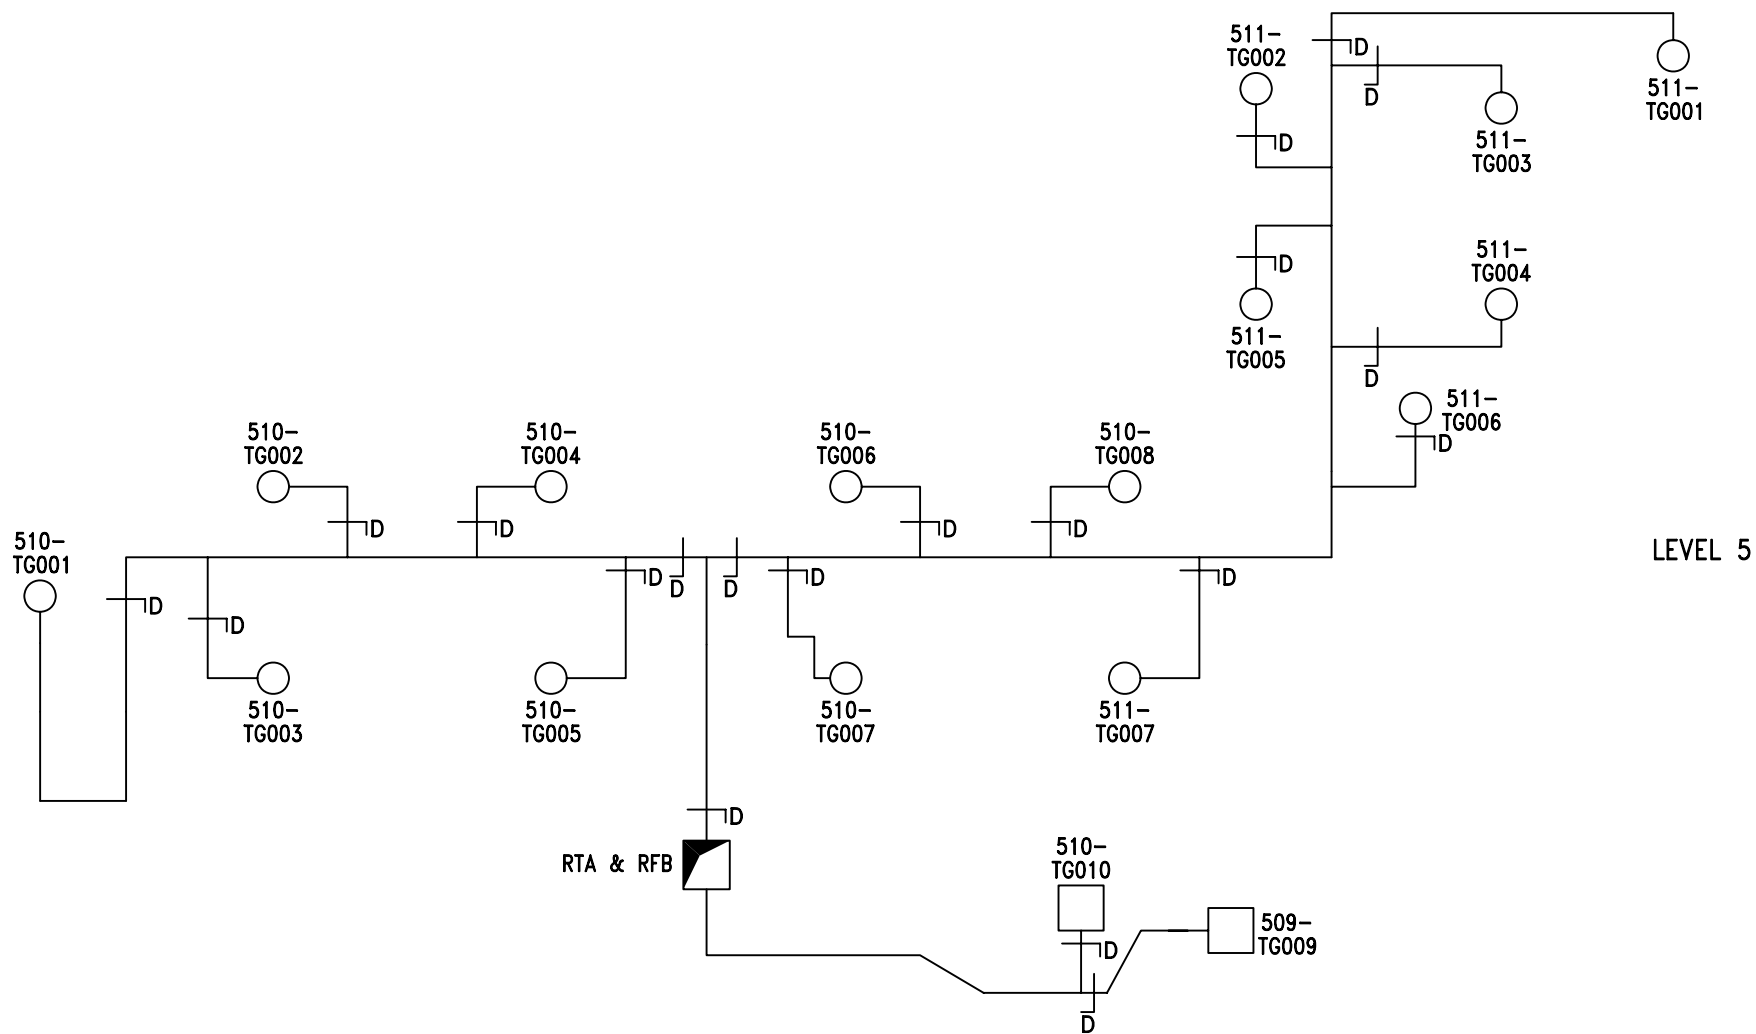 511-
TG002
D
D
511-
TG001
D
511-
TG003
D
D
511-
TG005
511-
TG004
D
511-
TG006
D
510-
TG002
D
510-
TG004
D
510-
TG006
D
510-
TG008
D
LEVEL 5
510-
TG001
D
D
D
D
D
D
D
510-
TG003
510-
TG005
510-
TG007
511-
TG007
D
RTA & RFB
510-
TG010
D
509-
TG009
D